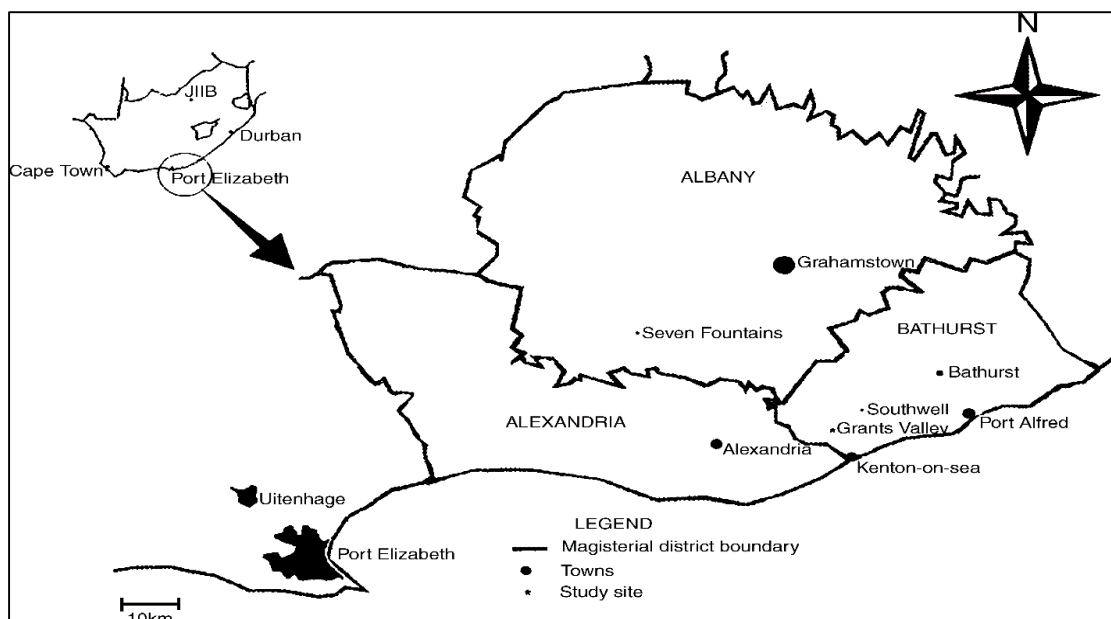 N
JIIB
Durban
Cape Town
Port Elizabeth
ALBANY
Grahamstown
Seven Fountains
BATHURST
Bathurst
Southwell
Port Alfred
Grants Valley
ALEXANDRIA
Alexandria
Kenton-on-sea
Uitenhage
Port Elizabeth
LEGEND
Magisterial district boundary
Towns
Study site
10km